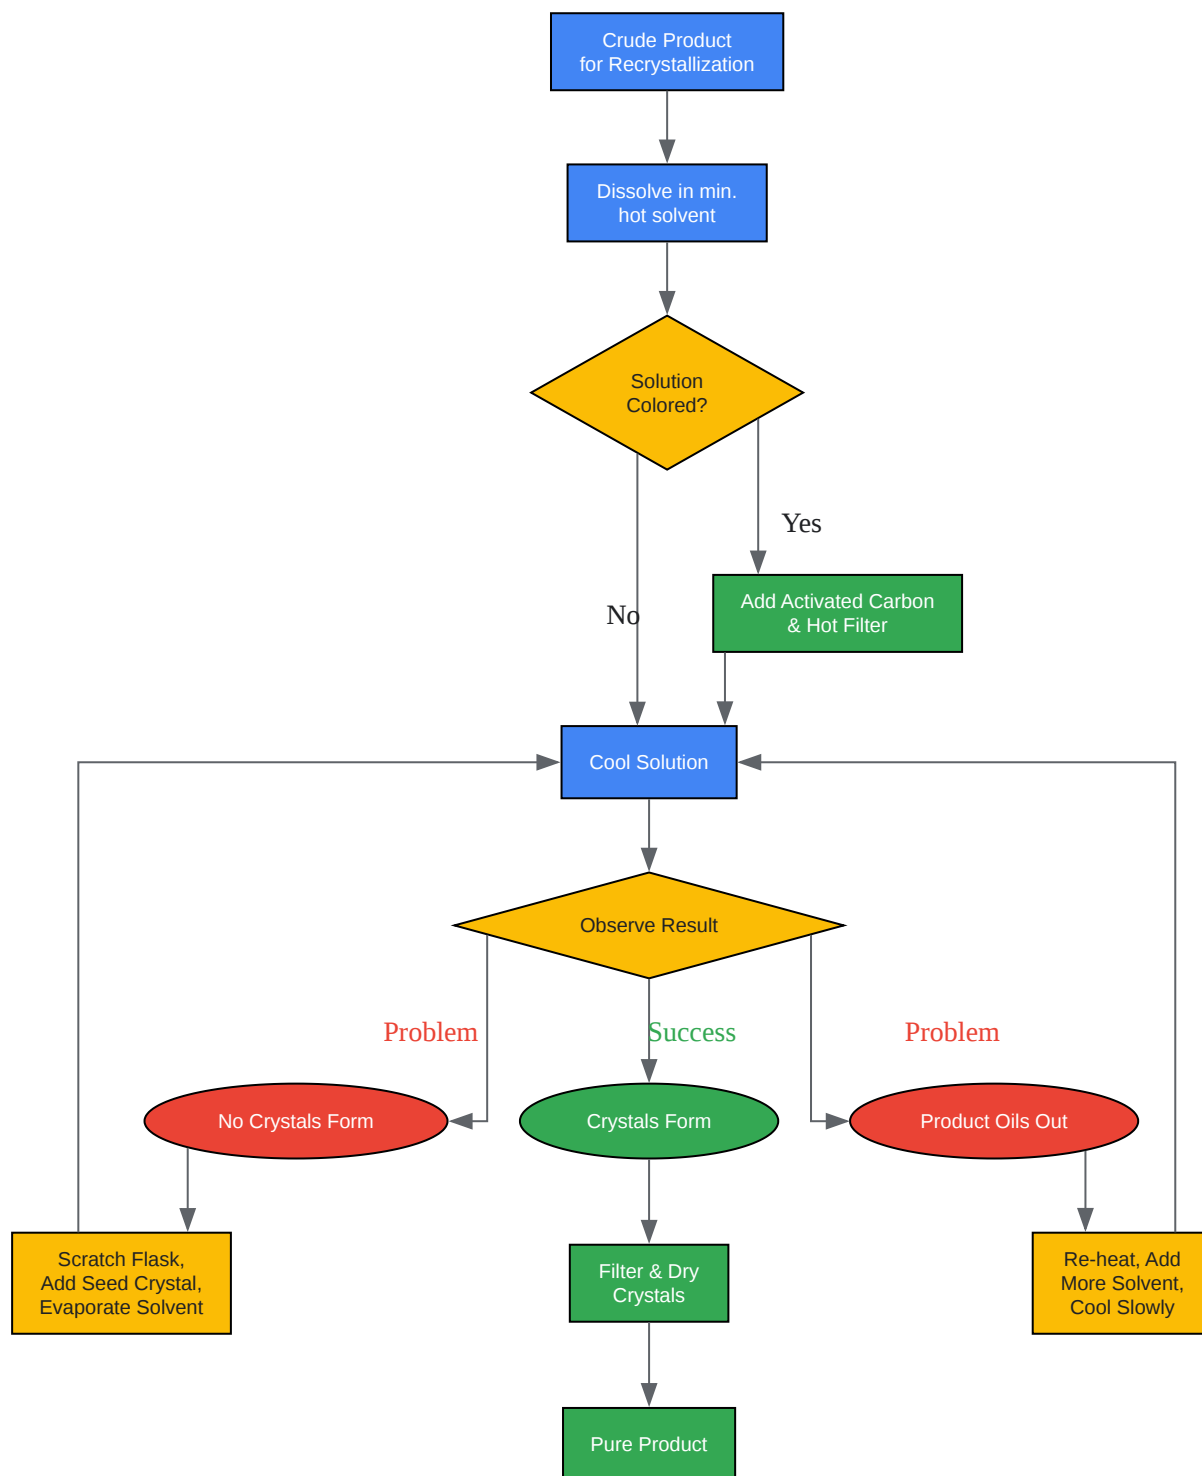 Crude Product
for Recrystallization
Dissolve in min.
hot solvent
Solution
Colored?
Yes
No
Add Activated Carbon
& Hot Filter
Cool Solution
Observe Result
Problem
Success
Problem
No Crystals Form
Crystals Form
Product Oils Out
Scratch Flask,
Add Seed Crystal,
Evaporate Solvent
Filter & Dry
Crystals
Re-heat, Add
More Solvent,
Cool Slowly
Pure Product